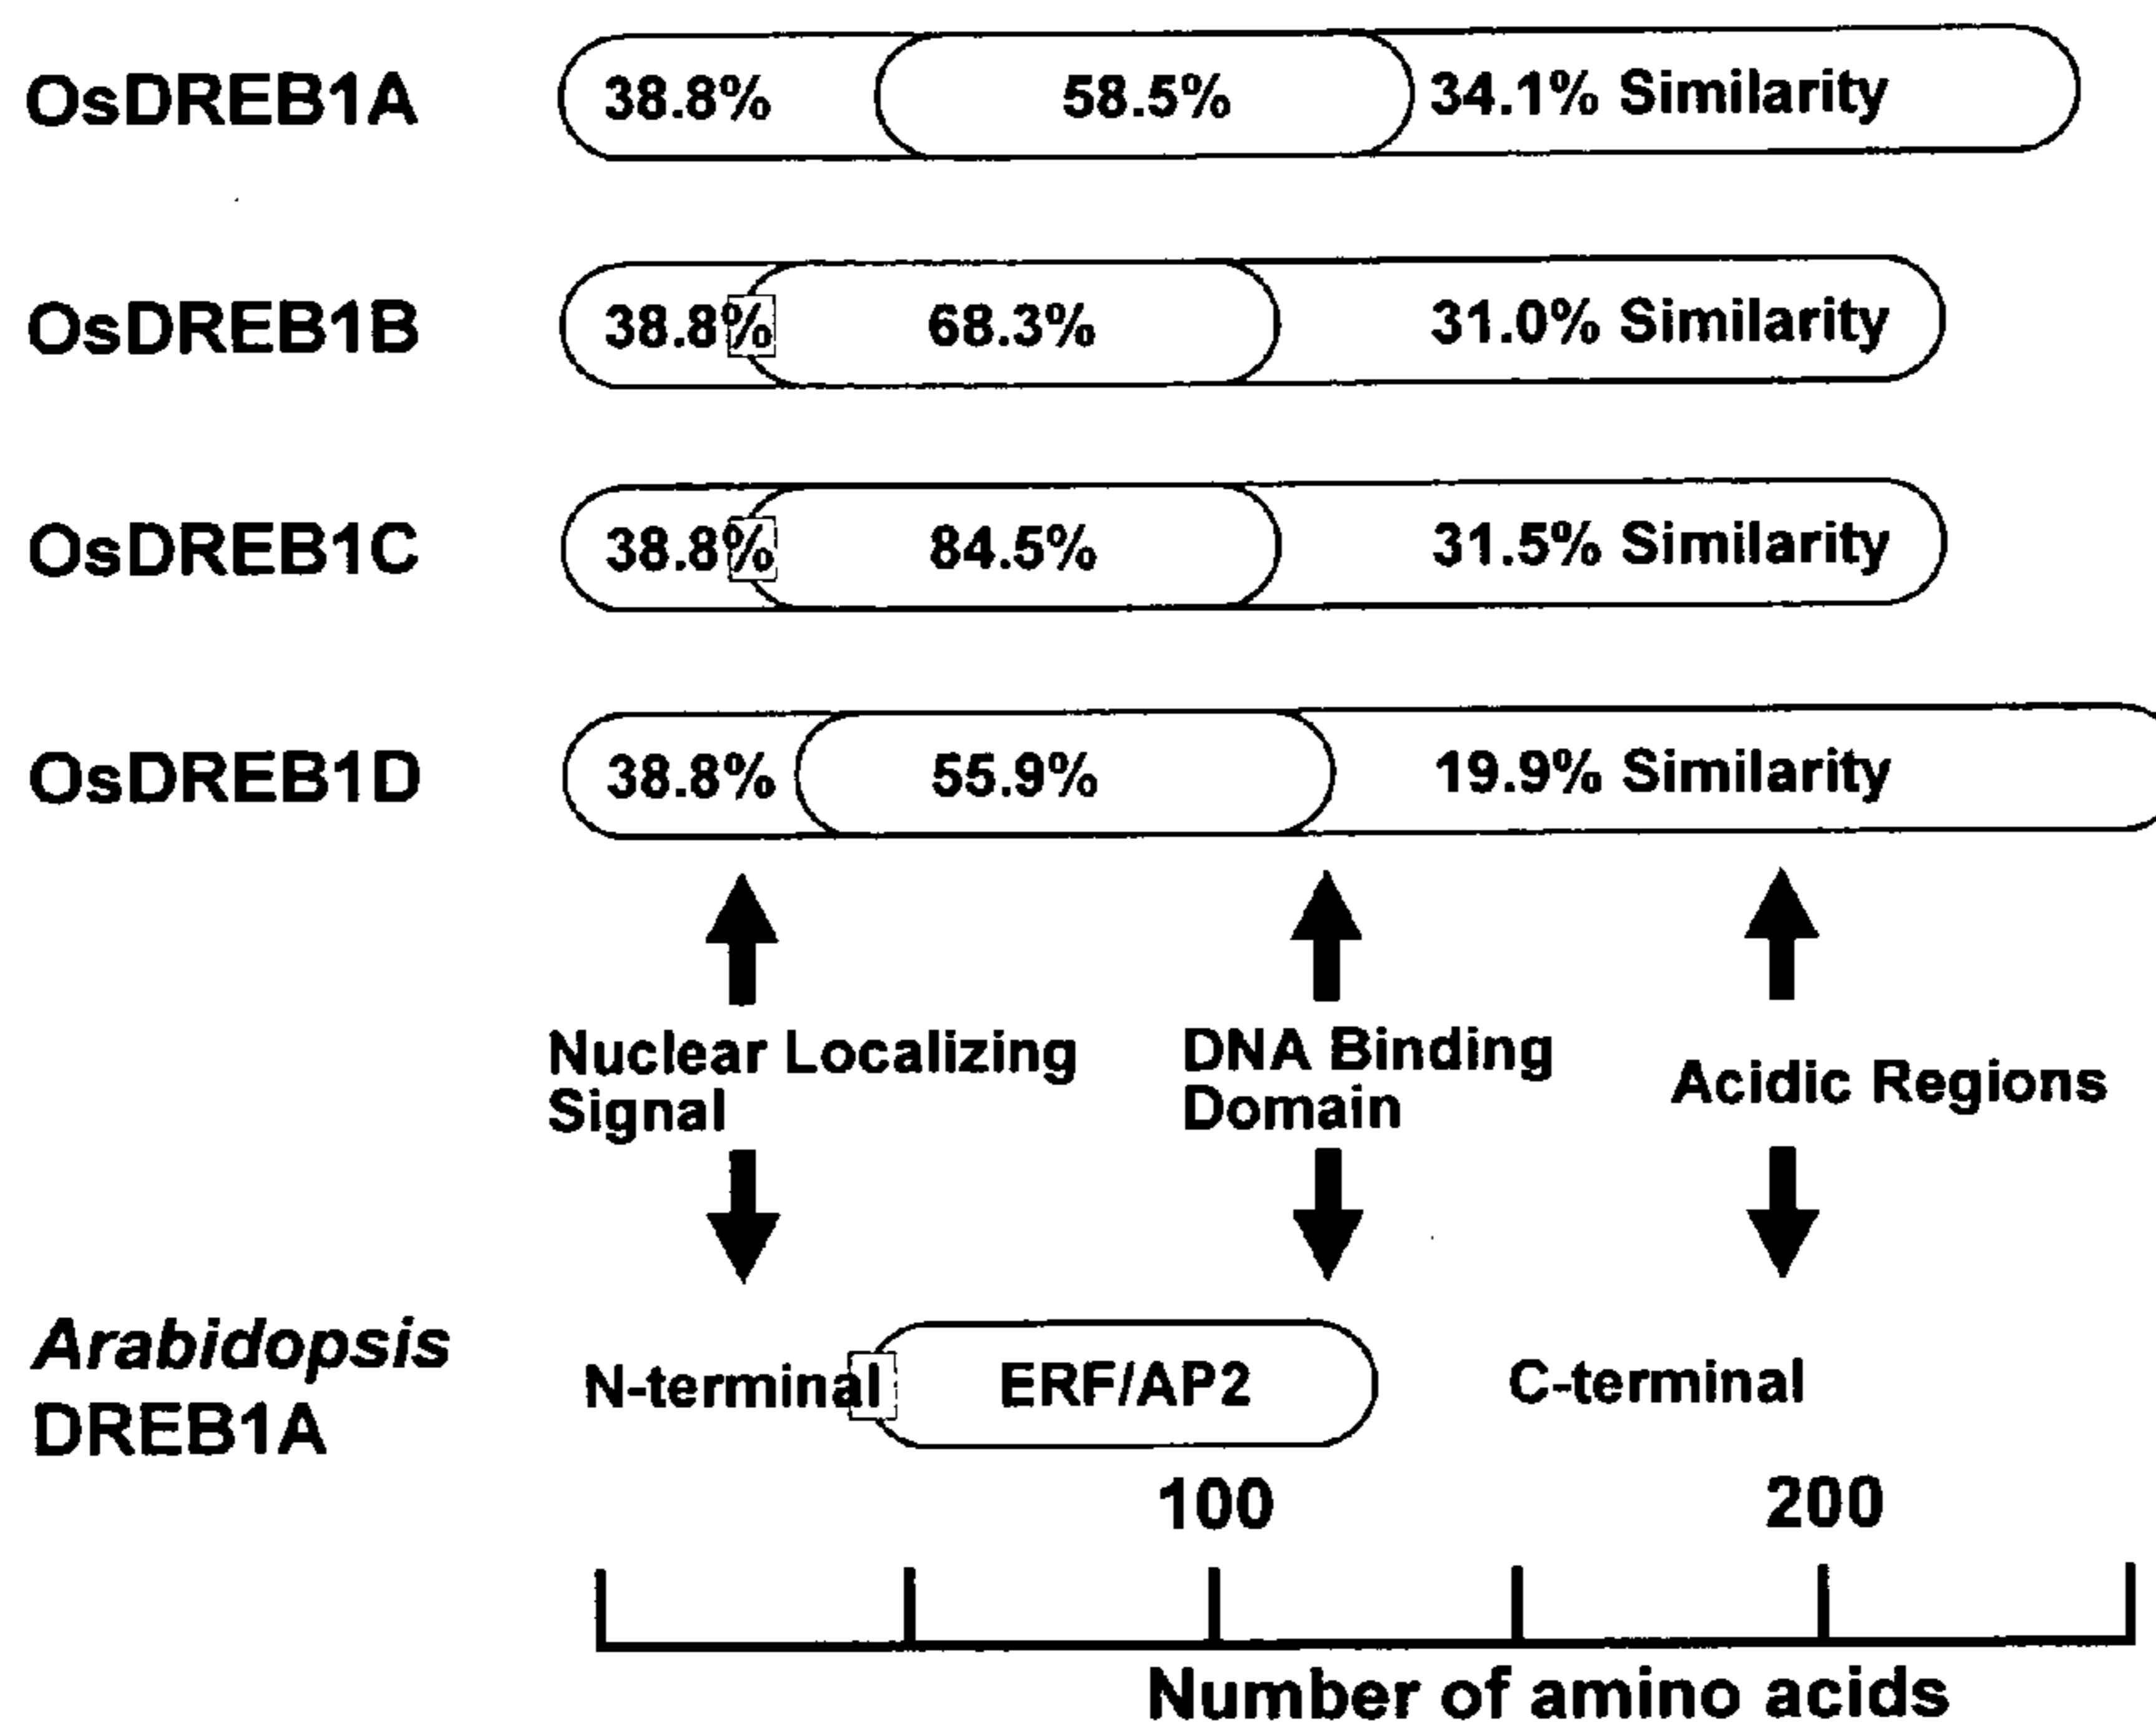 OsDREB1A 38.8% 58.5% 34.1% Similarity
OsDREB1B 38.8% 68.3% 31.0% Similarity
OsDREB1C 38.8% 84.5% 31.5% Similarity
OsDREB1D 38.8% 55.9% 19.9% Similarity
Nuclear Localizing
Signal
DNA Binding
Domain
Acidic Regions
Arabidopsis
DREB1A
N-terminal ERF/AP2 C-terminal
100 200
Number of amino acids